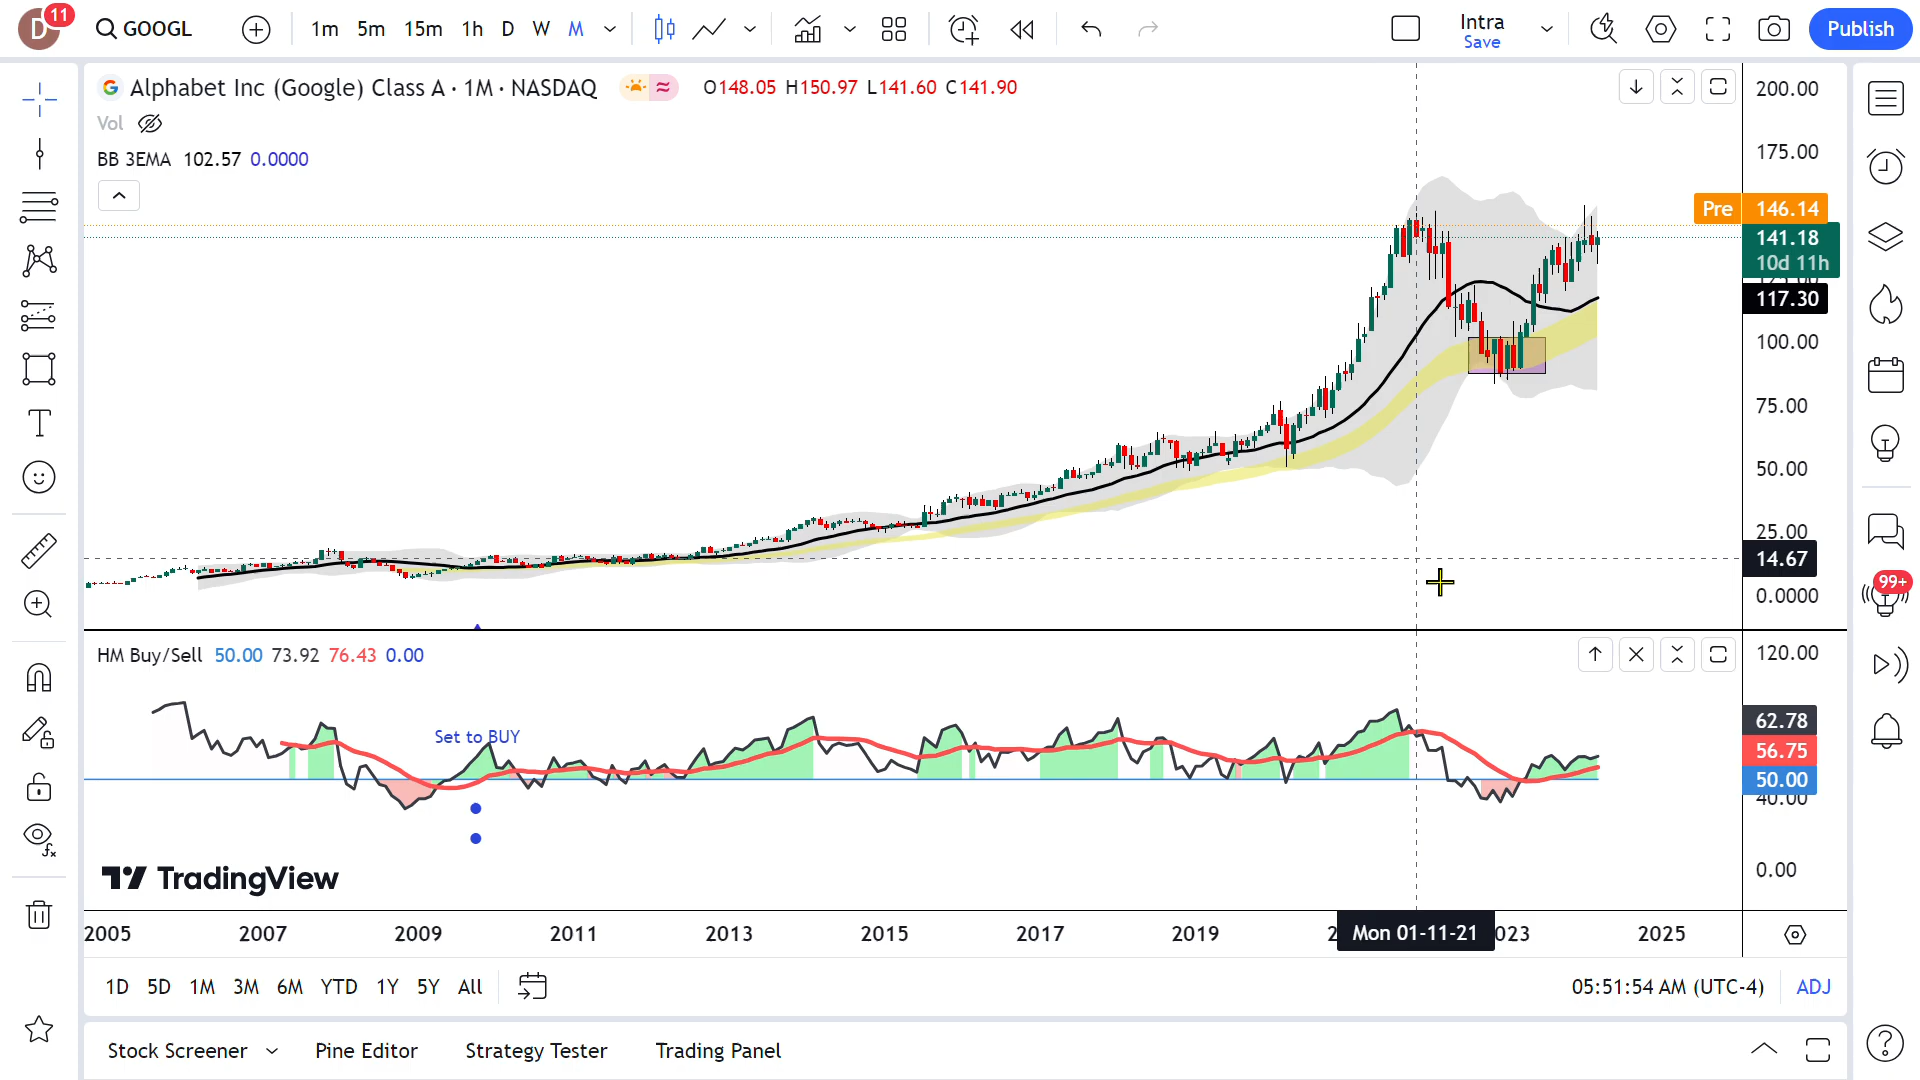 D 11 GOOGL 1m 5m 15m 1h D W M Intra Save Publish
Alphabet Inc (Google) Class A · 1M · NASDAQ O148.05 H150.97 L141.60 C141.90
Vol
BB 3EMA 102.57 0.0000
200.00
175.00
Pre 146.14
141.18
10d 11h
117.30
100.00
75.00
50.00
25.00
14.67
0.0000
99+
HM Buy/Sell 50.00 73.92 76.43 0.00
120.00
Set to BUY
62.78
56.75
50.00
40.00
0.00
TradingView
2005 2007 2009 2011 2013 2015 2017 2019 2 Mon 01-11-21 023 2025
1D 5D 1M 3M 6M YTD 1Y 5Y All 05:51:54 AM (UTC-4) ADJ
Stock Screener Pine Editor Strategy Tester Trading Panel